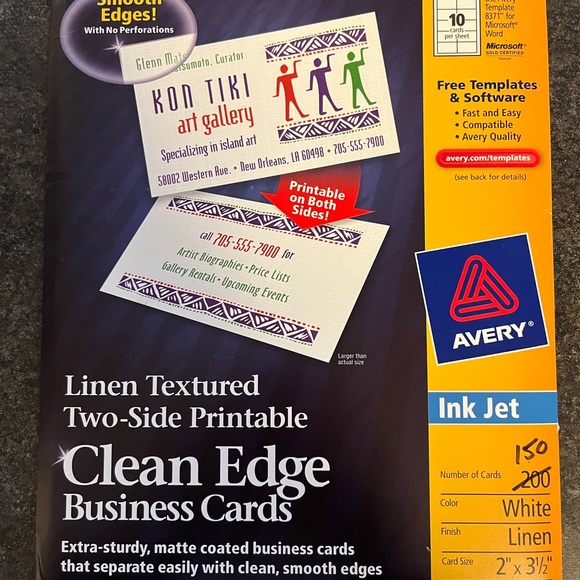 Smooth
Edges!
With No Perforations
Glenn Matsumoto, Curator
KON TIKI
art gallery
Specializing in island art
58002 Western Ave. • New Orleans, LA 60498 • 705-555-7900
Printable
on Both
Sides!
call 705-555-7900 for
Artist Biographies • Price Lists
Gallery Rentals • Upcoming Events
Larger than
actual size
Linen Textured
Two-Side Printable
Clean Edge
Business Cards
Extra-sturdy, matte coated business cards
that separate easily with clean, smooth edges
10
cards
per sheet
Use Avery
Template
8371™ for
Microsoft®
Word
Microsoft®
GOLD CERTIFIED
Partner
Free Templates
& Software
• Fast and Easy
• Compatible
• Avery Quality
avery.com/templates
(see back for details)
AVERY®
Ink Jet
150
Number of Cards 200
Color White
Finish Linen
Card Size 2" x 3½"